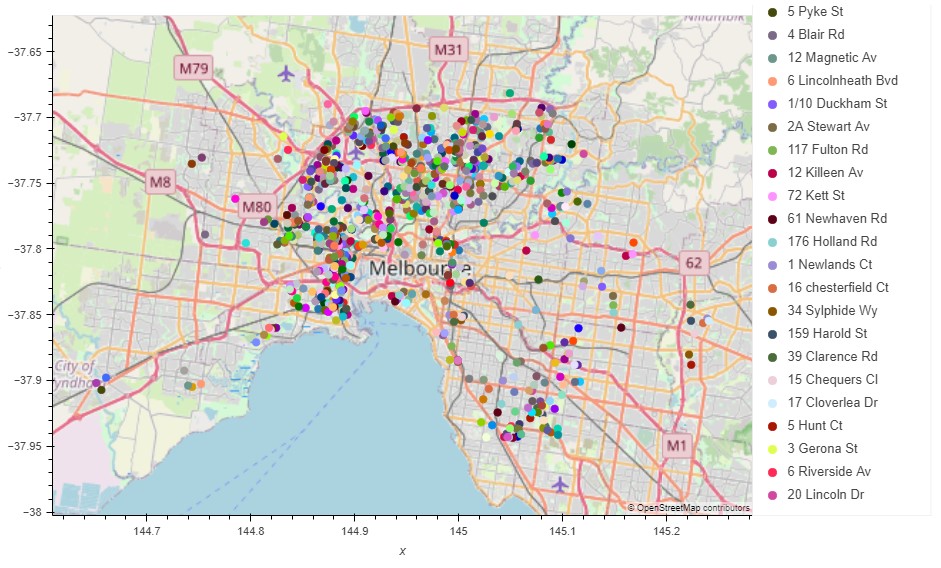 −37.65
−37.7
−37.75
−37.8
−37.85
−37.9
−37.95
−38
144.7
144.8
144.9
145
145.1
145.2
x
M31
M79
M8
M80
62
M1
Melbourne
City of
© OpenStreetMap contributors
5 Pyke St
4 Blair Rd
12 Magnetic Av
6 Lincolnheath Bvd
1/10 Duckham St
2A Stewart Av
117 Fulton Rd
12 Killeen Av
72 Kett St
61 Newhaven Rd
176 Holland Rd
1 Newlands Ct
16 chesterfield Ct
34 Sylphide Wy
159 Harold St
39 Clarence Rd
15 Chequers Cl
17 Cloverlea Dr
5 Hunt Ct
3 Gerona St
6 Riverside Av
20 Lincoln Dr